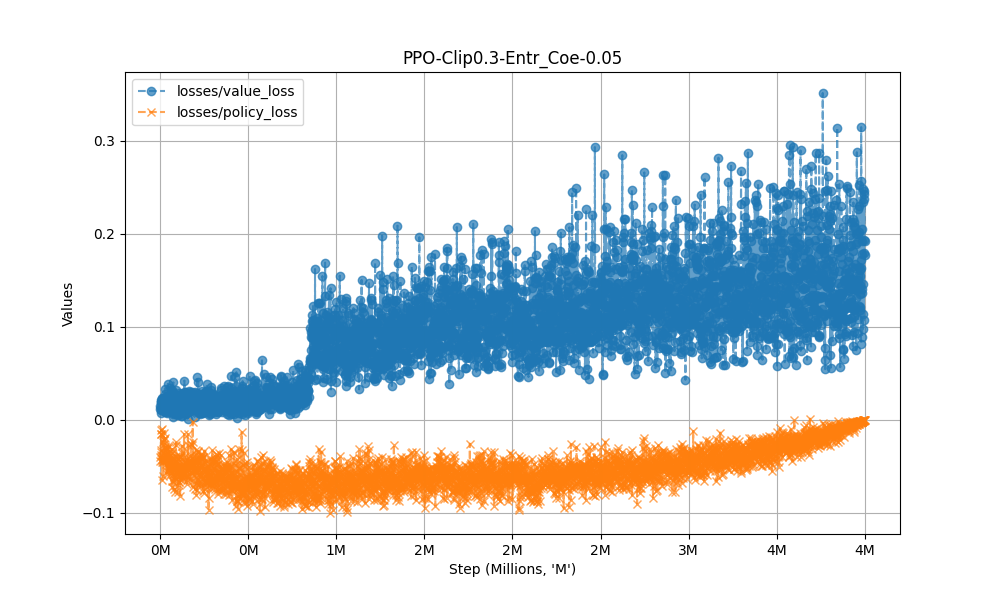 PPO-Clip0.3-Entr_Coe-0.05
losses/value_loss
losses/policy_loss
Values
0.3
0.2
0.1
0.0
−0.1
0M 0M 1M 2M 2M 2M 3M 4M 4M
Step (Millions, 'M')